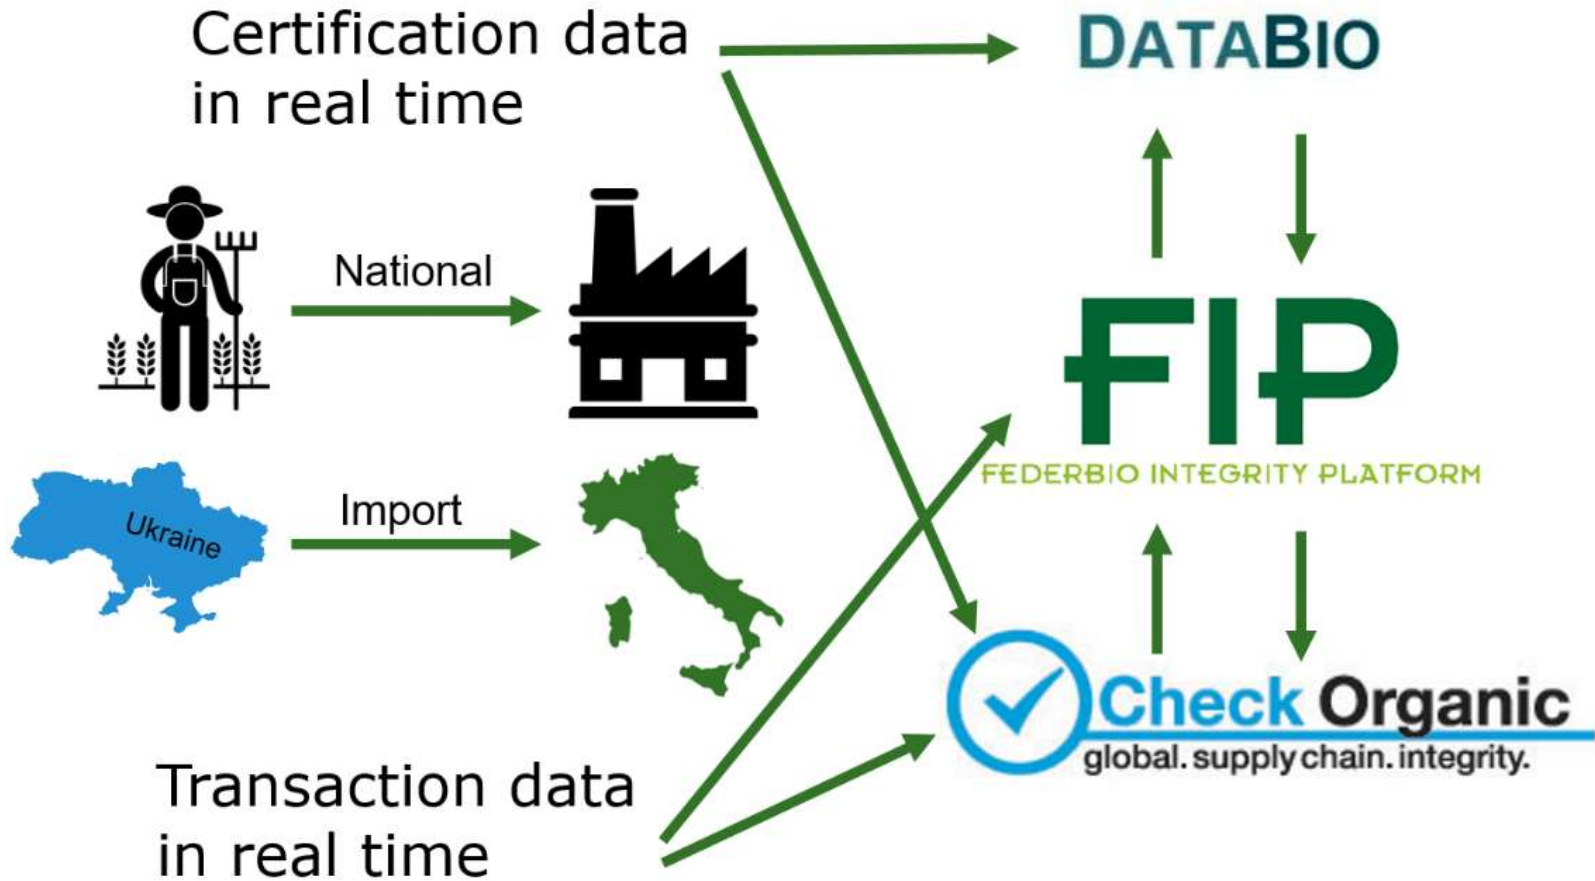 Certification data
in real time
DATABIO
National
FIP
FEDERBIO INTEGRITY PLATFORM
Import
Ukraine
Check Organic
global. supply chain. integrity.
Transaction data
in real time